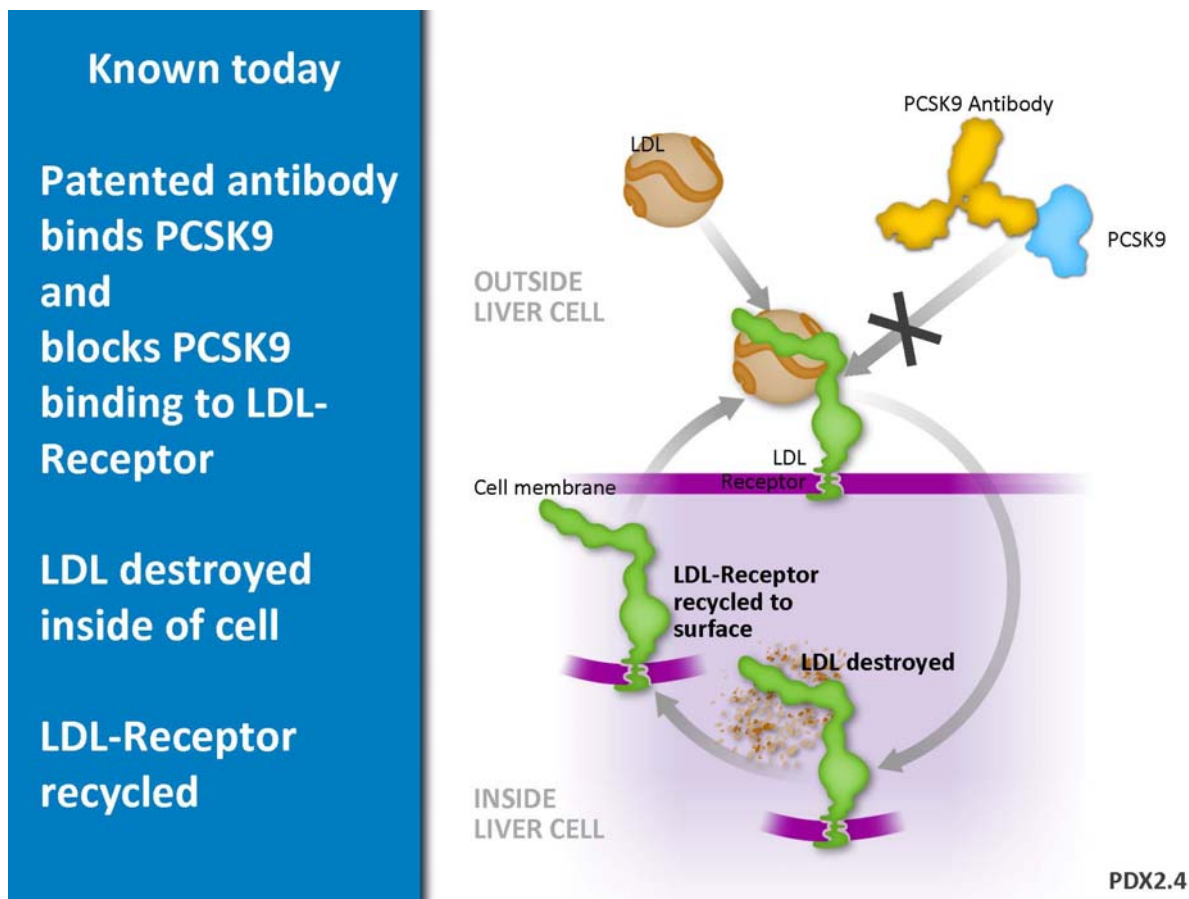 Known today
Patented antibody
binds PCSK9
and
blocks PCSK9
binding to LDL-
Receptor
LDL destroyed
inside of cell
LDL-Receptor
recycled
PCSK9 Antibody
LDL
PCSK9
OUTSIDE
LIVER CELL
LDL
Receptor
Cell membrane
LDL-Receptor
recycled to
surface
LDL destroyed
INSIDE
LIVER CELL
PDX2.4